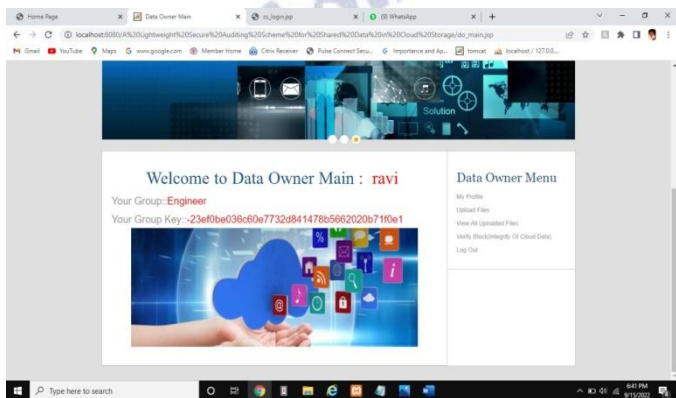 Home Page
Data Owner Main
cs_login.jsp
(9) WhatsApp
localhost:8080/A%20Lightweight%20Secure%20Auditing%20Scheme%20for%20Shared%20Data%20in%20Cloud%20Storage/do_main.jsp
Gmail YouTube Maps www.google.com Member Home Citrix Receiver Pulse Connect Secu... Importance and Ap... tomcat localhost / 127.0.0....
Solution
Welcome to Data Owner Main : ravi
Your Group::Engineer
Your Group Key::-23ef0be036c60e7732d841478b5662020b71f0e1
Data Owner Menu
My Profile
Upload Files
View All Uploaded Files
Verify Block(Integrity Of Cloud Data)
Log Out
Type here to search
6:41 PM
9/15/2022